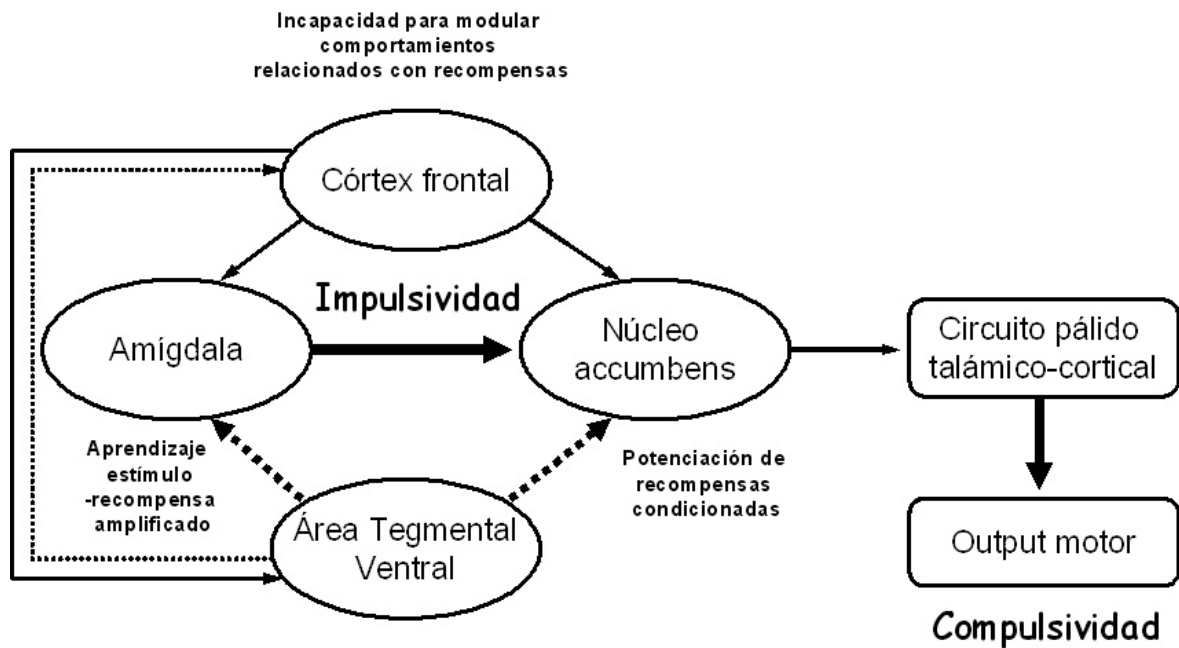 Incapacidad para modular
comportamientos
relacionados con recompensas
Córtex frontal
Impulsividad
Amígdala
Núcleo
accumbens
Circuito pálido
talámico-cortical
Aprendizaje
estímulo
-recompensa
amplificado
Potenciación de
recompensas
condicionadas
Área Tegmental
Ventral
Output motor
Compulsividad